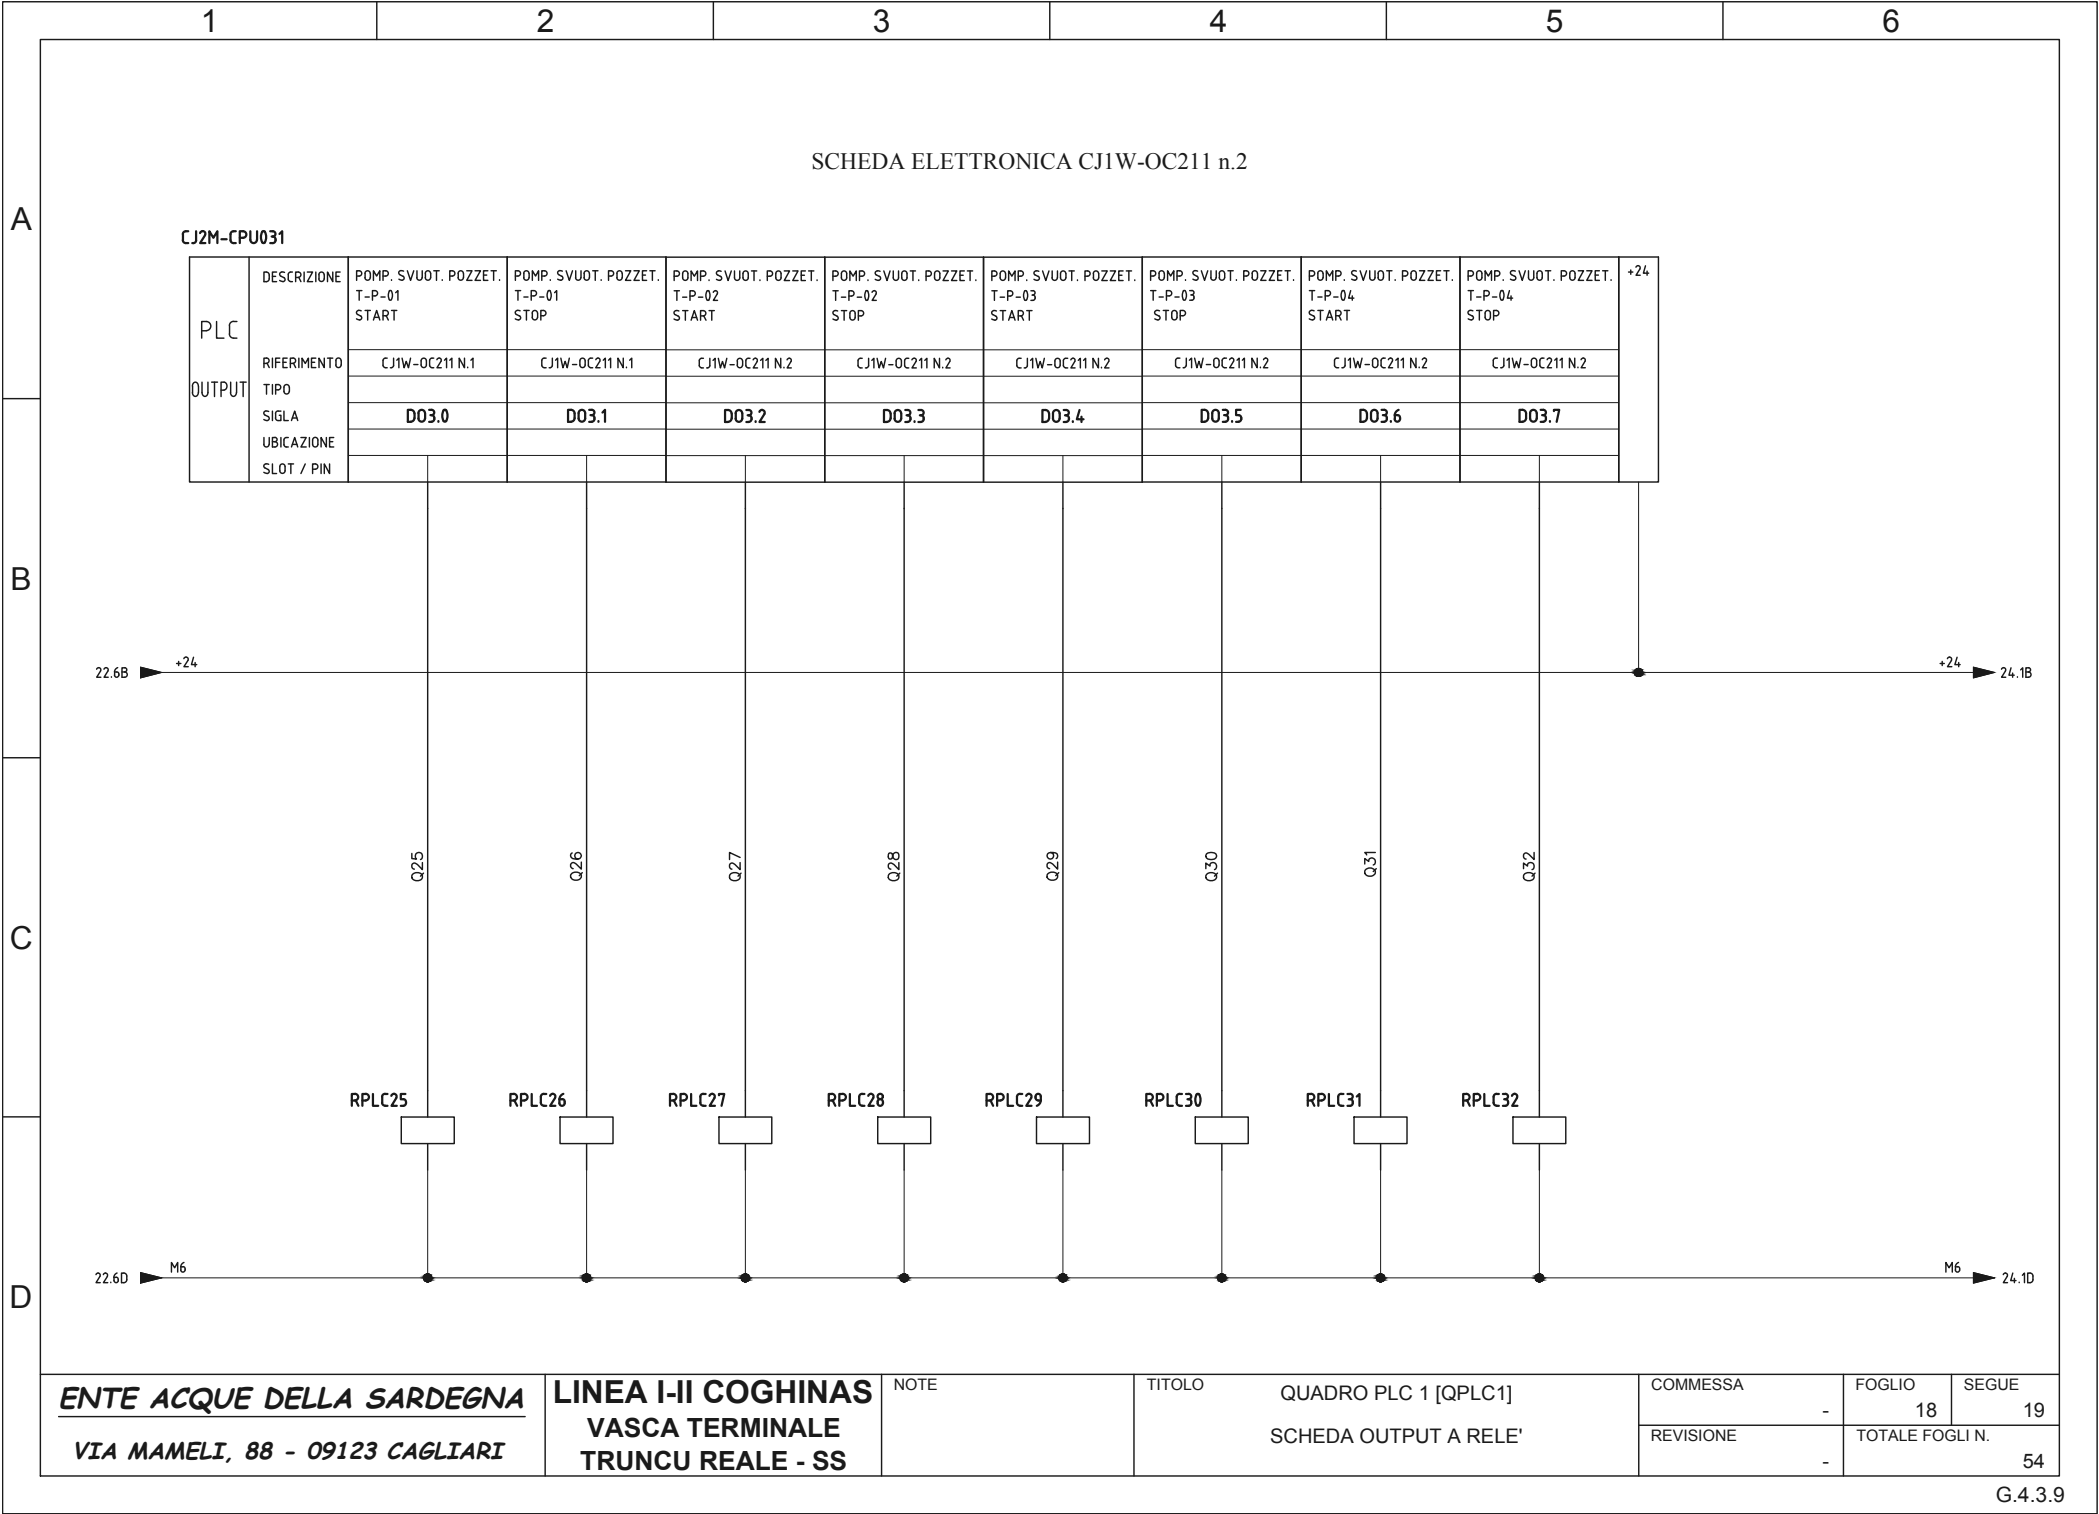 1 2 3 4 5 6
SCHEDA ELETTRONICA CJ1W-OC211 n.2
A
B
C
D
CJ2M-CPU031
PLC
OUTPUT
DESCRIZIONE
RIFERIMENTO
TIPO
SIGLA
UBICAZIONE
SLOT / PIN
POMP. SVUOT. POZZET.
T-P-01
START
CJ1W-OC211 N.1
DO3.0
POMP. SVUOT. POZZET.
T-P-01
STOP
CJ1W-OC211 N.1
DO3.1
POMP. SVUOT. POZZET.
T-P-02
START
CJ1W-OC211 N.2
DO3.2
POMP. SVUOT. POZZET.
T-P-02
STOP
CJ1W-OC211 N.2
DO3.3
POMP. SVUOT. POZZET.
T-P-03
START
CJ1W-OC211 N.2
DO3.4
POMP. SVUOT. POZZET.
T-P-03
STOP
CJ1W-OC211 N.2
DO3.5
POMP. SVUOT. POZZET.
T-P-04
START
CJ1W-OC211 N.2
DO3.6
POMP. SVUOT. POZZET.
T-P-04
STOP
CJ1W-OC211 N.2
DO3.7
+24
22.6B +24 +24 24.1B
Q25 Q26 Q27 Q28 Q29 Q30 Q31 Q32
RPLC25 RPLC26 RPLC27 RPLC28 RPLC29 RPLC30 RPLC31 RPLC32
22.6D M6 M6 24.1D
ENTE ACQUE DELLA SARDEGNA
VIA MAMELI, 88 - 09123 CAGLIARI
LINEA I-II COGHINAS
VASCA TERMINALE
TRUNCU REALE - SS
NOTE
TITOLO
QUADRO PLC 1 [QPLC1]
SCHEDA OUTPUT A RELE'
COMMESSA
-
REVISIONE
-
FOGLIO
18
SEGUE
19
TOTALE FOGLI N.
54
G.4.3.9